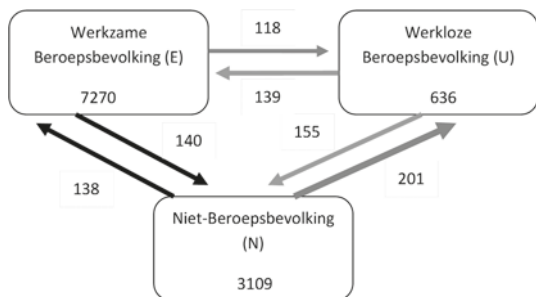 Werkzame
Beroepsbevolking (E)
7270
118
139
Werkloze
Beroepsbevolking (U)
636
140
138
155
201
Niet-Beroepsbevolking
(N)
3109